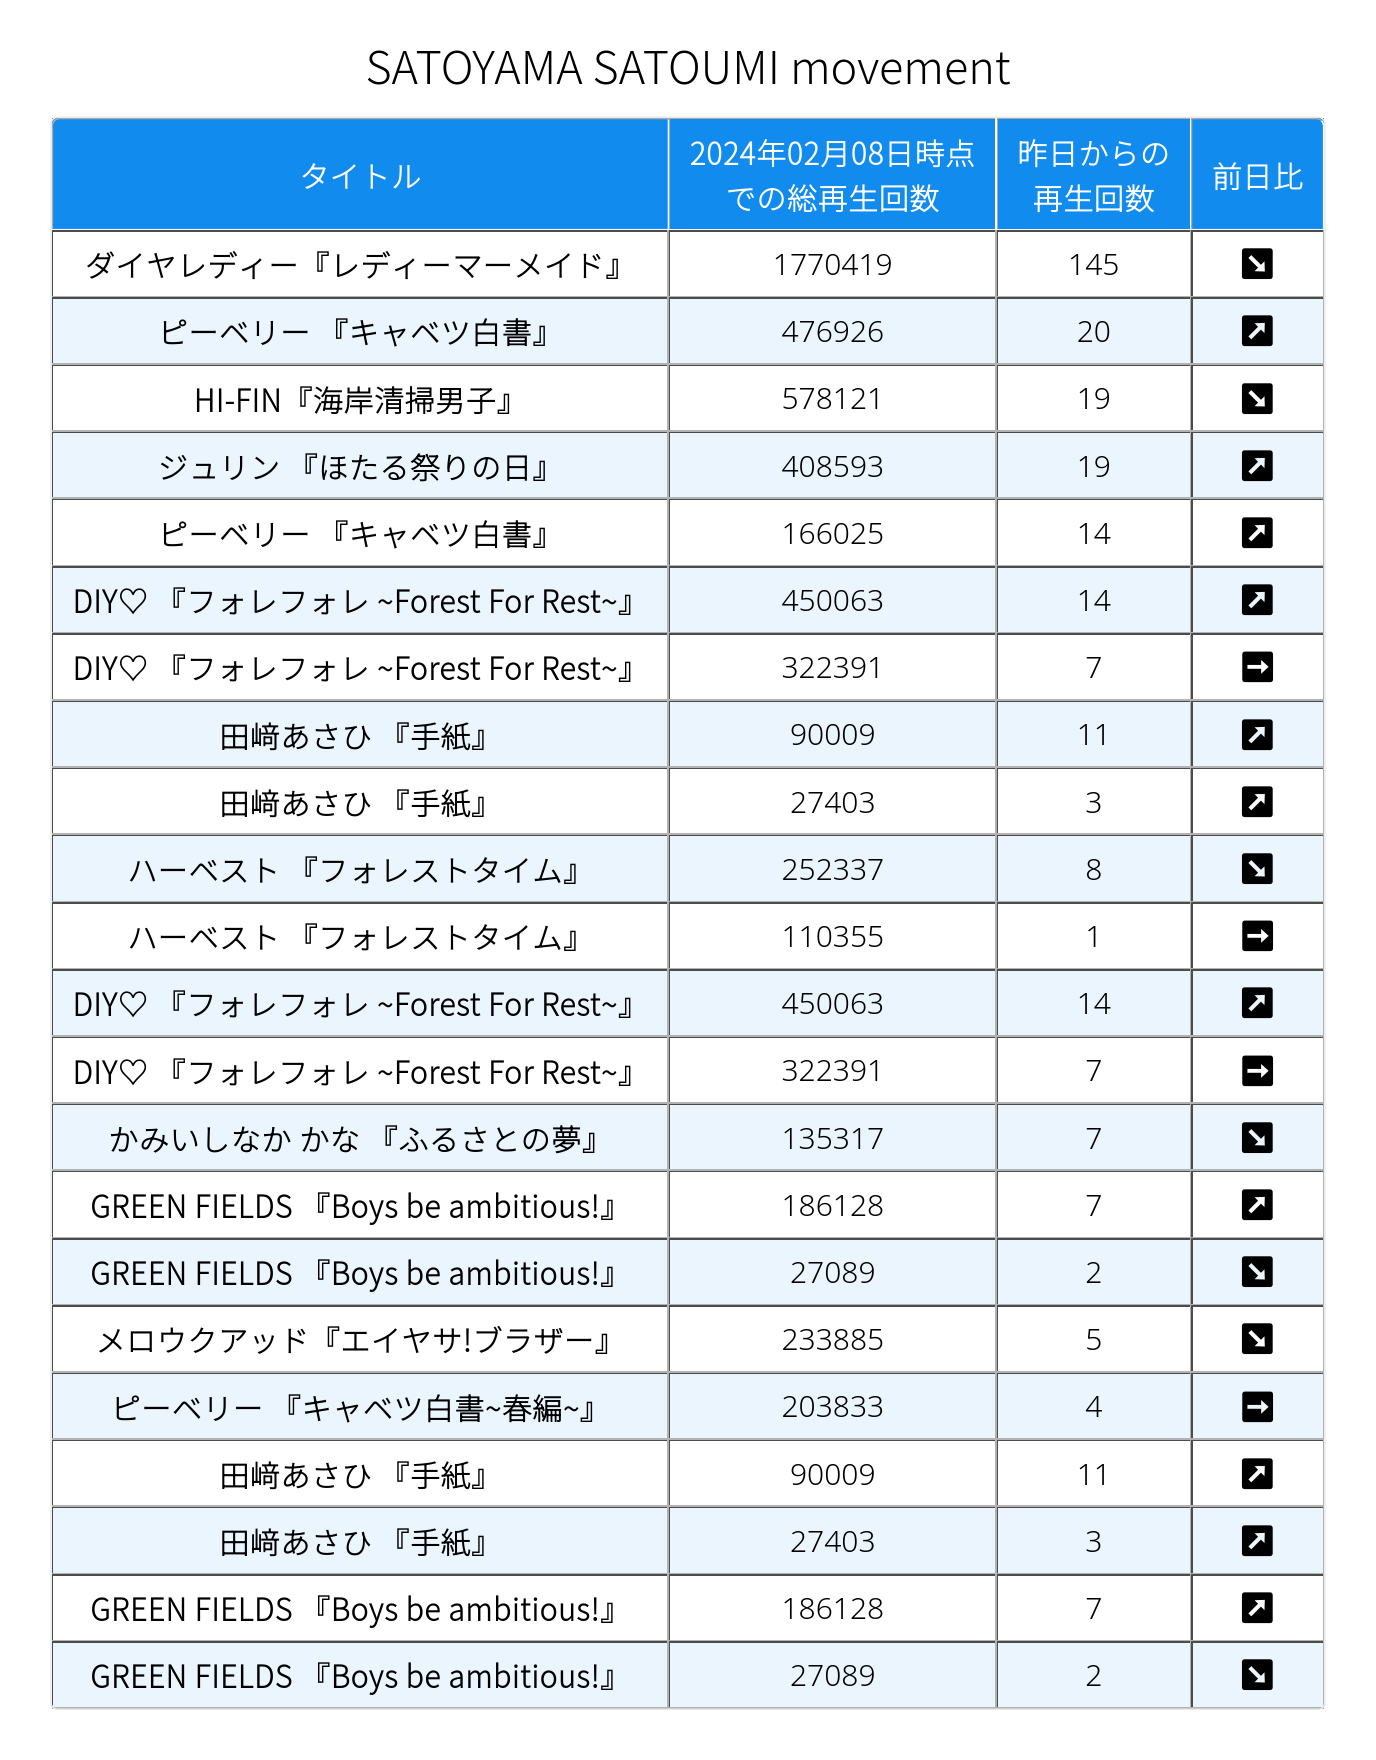 SATOYAMA SATOUMI movement
タイトル 2024年02月08日時点での総再生回数 昨日からの再生回数 前日比
ダイヤレディー『レディーマーメイド』 1770419 145 ↘
ピーベリー 『キャベツ白書』 476926 20 ↗
HI-FIN『海岸清掃男子』 578121 19 ↘
ジュリン 『ほたる祭りの日』 408593 19 ↗
ピーベリー 『キャベツ白書』 166025 14 ↗
DIY♡ 『フォレフォレ ~Forest For Rest~』 450063 14 ↗
DIY♡ 『フォレフォレ ~Forest For Rest~』 322391 7 →
田﨑あさひ 『手紙』 90009 11 ↗
田﨑あさひ 『手紙』 27403 3 ↗
ハーベスト 『フォレストタイム』 252337 8 ↘
ハーベスト 『フォレストタイム』 110355 1 →
DIY♡ 『フォレフォレ ~Forest For Rest~』 450063 14 ↗
DIY♡ 『フォレフォレ ~Forest For Rest~』 322391 7 →
かみいしなか かな 『ふるさとの夢』 135317 7 ↘
GREEN FIELDS 『Boys be ambitious!』 186128 7 ↗
GREEN FIELDS 『Boys be ambitious!』 27089 2 ↘
メロウクアッド『エイヤサ!ブラザー』 233885 5 ↘
ピーベリー 『キャベツ白書~春編~』 203833 4 →
田﨑あさひ 『手紙』 90009 11 ↗
田﨑あさひ 『手紙』 27403 3 ↗
GREEN FIELDS 『Boys be ambitious!』 186128 7 ↗
GREEN FIELDS 『Boys be ambitious!』 27089 2 ↘